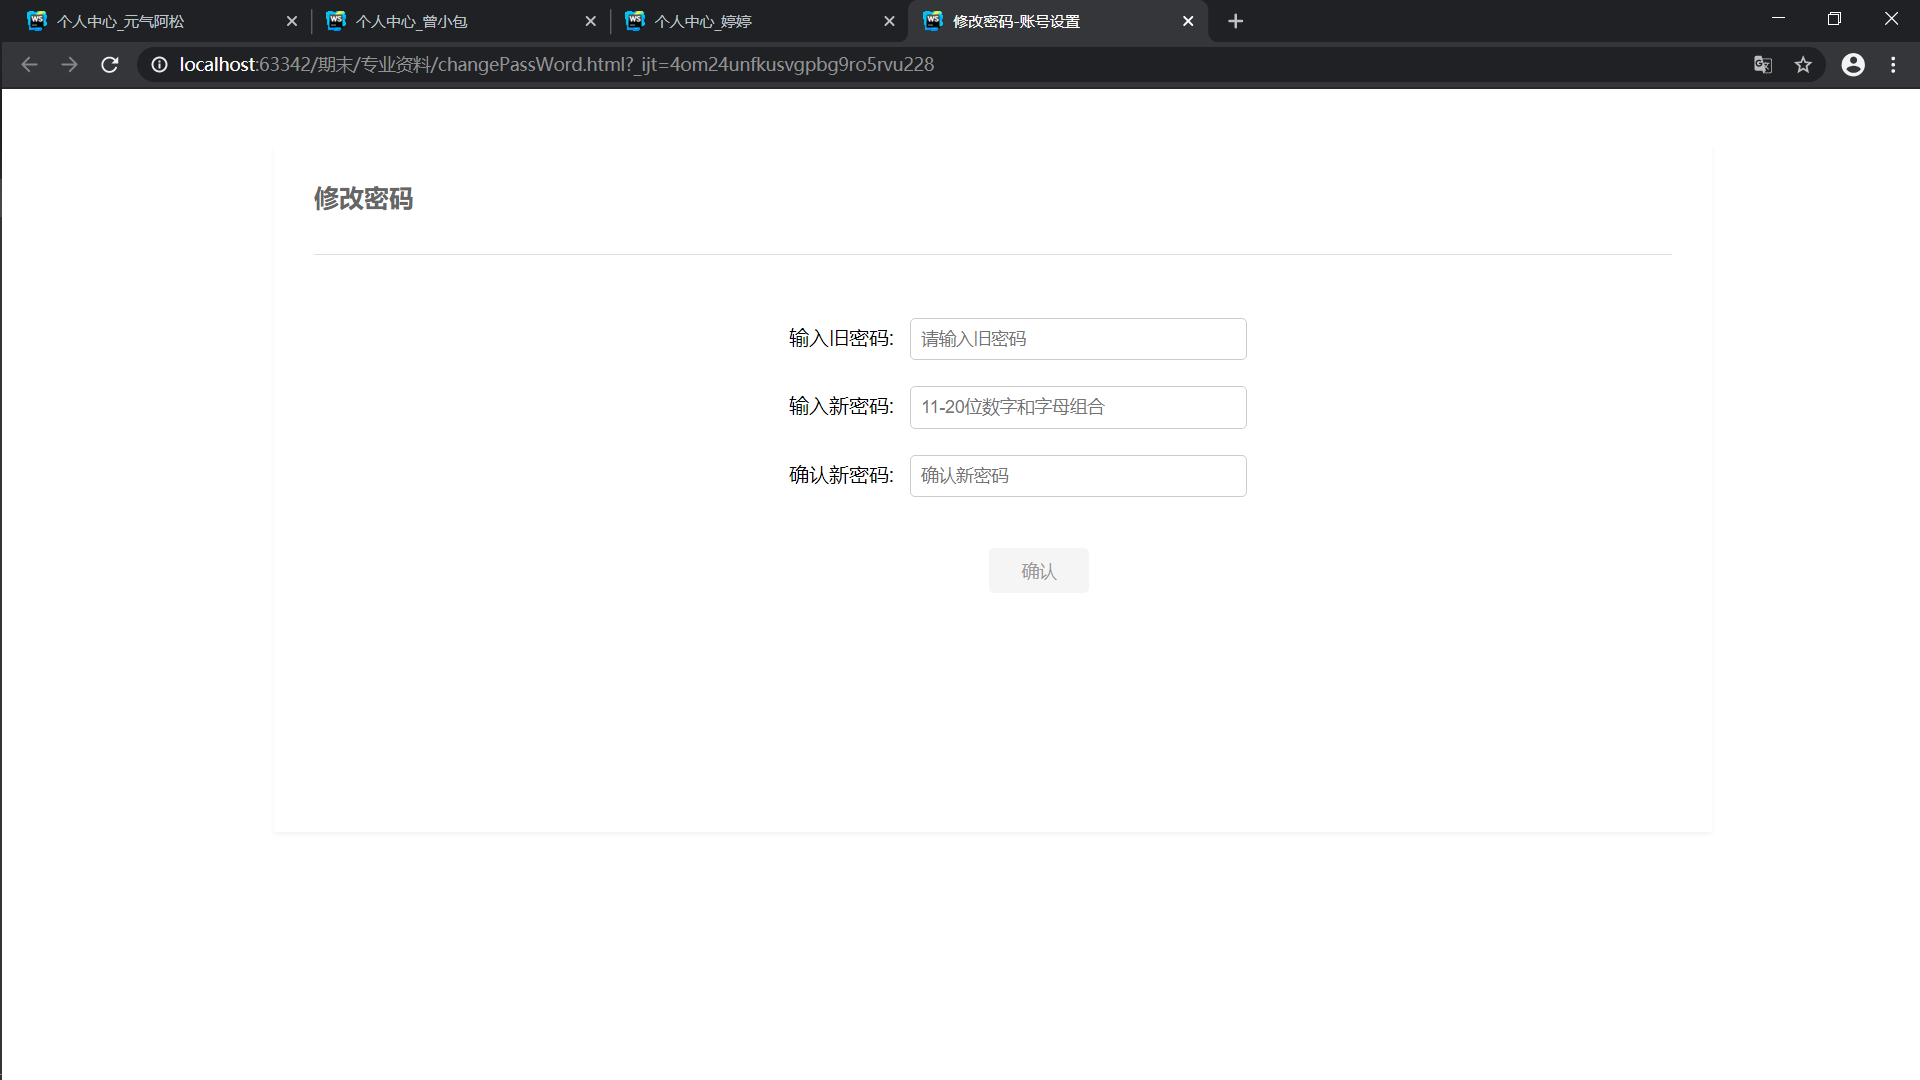 个人中心_元气阿松
个人中心_曾小包
个人中心_婷婷
修改密码-账号设置
localhost:63342/期末/专业资料/changePassWord.html?_ijt=4om24unfkusvgpbg9ro5rvu228
修改密码
输入旧密码: 请输入旧密码
输入新密码: 11-20位数字和字母组合
确认新密码: 确认新密码
确认